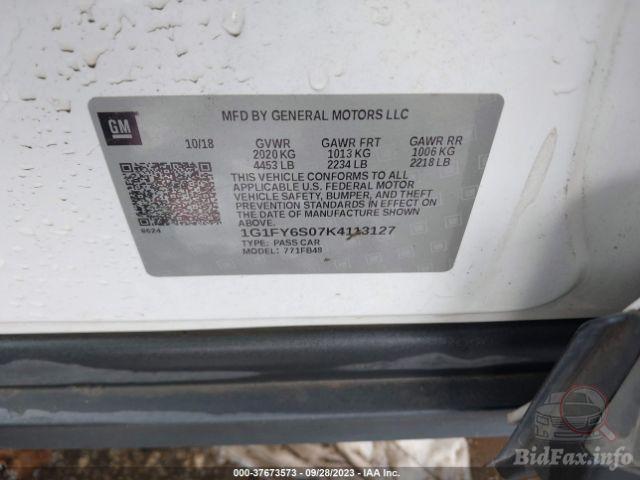 GM
MFD BY GENERAL MOTORS LLC
10/18 GVWR GAWR FRT GAWR RR
2020 KG 1013 KG 1006 KG
4453 LB 2234 LB 2218 LB
THIS VEHICLE CONFORMS TO ALL
APPLICABLE U.S. FEDERAL MOTOR
VEHICLE SAFETY, BUMPER, AND THEFT
PREVENTION STANDARDS IN EFFECT ON
THE DATE OF MANUFACTURE SHOWN
ABOVE.
9624
1G1FY6S07K4113127
TYPE: PASS CAR
MODEL: 771FB48
BidFax.info
000-37673573 - 09/28/2023 - IAA Inc.